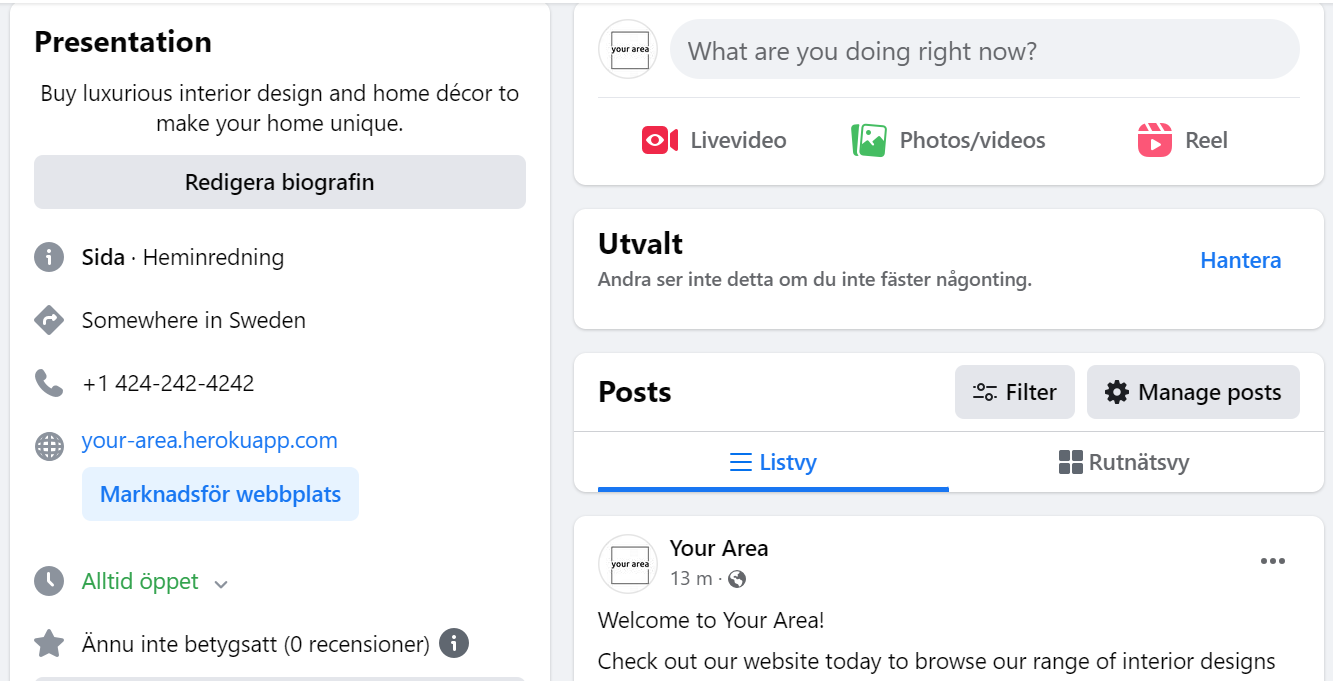 Presentation
Buy luxurious interior design and home décor to
make your home unique.
Redigera biografin
Sida · Heminredning
Somewhere in Sweden
+1 424-242-4242
your-area.herokuapp.com
Marknadsför webbplats
Alltid öppet
Ännu inte betygsatt (0 recensioner)
your area
What are you doing right now?
Livevideo
Photos/videos
Reel
Utvalt
Andra ser inte detta om du inte fäster någonting.
Hantera
Posts
Filter
Manage posts
Listvy
Rutnätsvy
your area
Your Area
13 m ·
Welcome to Your Area!
Check out our website today to browse our range of interior designs